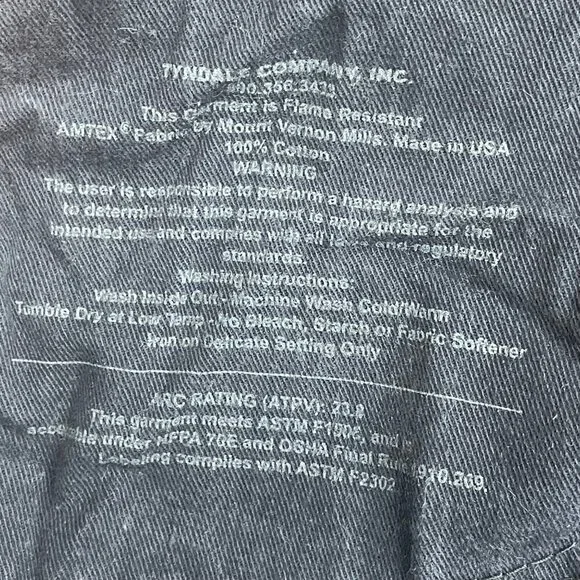 TYNDALE COMPANY, INC.
800.356.3433
This Garment is Flame Resistant
AMTEX® Fabric by Mount Vernon Mills. Made in USA
100% Cotton
WARNING
The user is responsible to perform a hazard analysis and
to determine that this garment is appropriate for the
intended use and complies with all laws and regulatory
standards.
Washing Instructions:
Wash Inside Out - Machine Wash Cold/Warm
Tumble Dry at Low Temp - No Bleach, Starch or Fabric Softener
Iron on Delicate Setting Only
ARC RATING (ATPV): 23.8
This garment meets ASTM F1506, and is
acceptable under NFPA 70E and OSHA Final Rule 1910.269.
Labeling complies with ASTM F2302